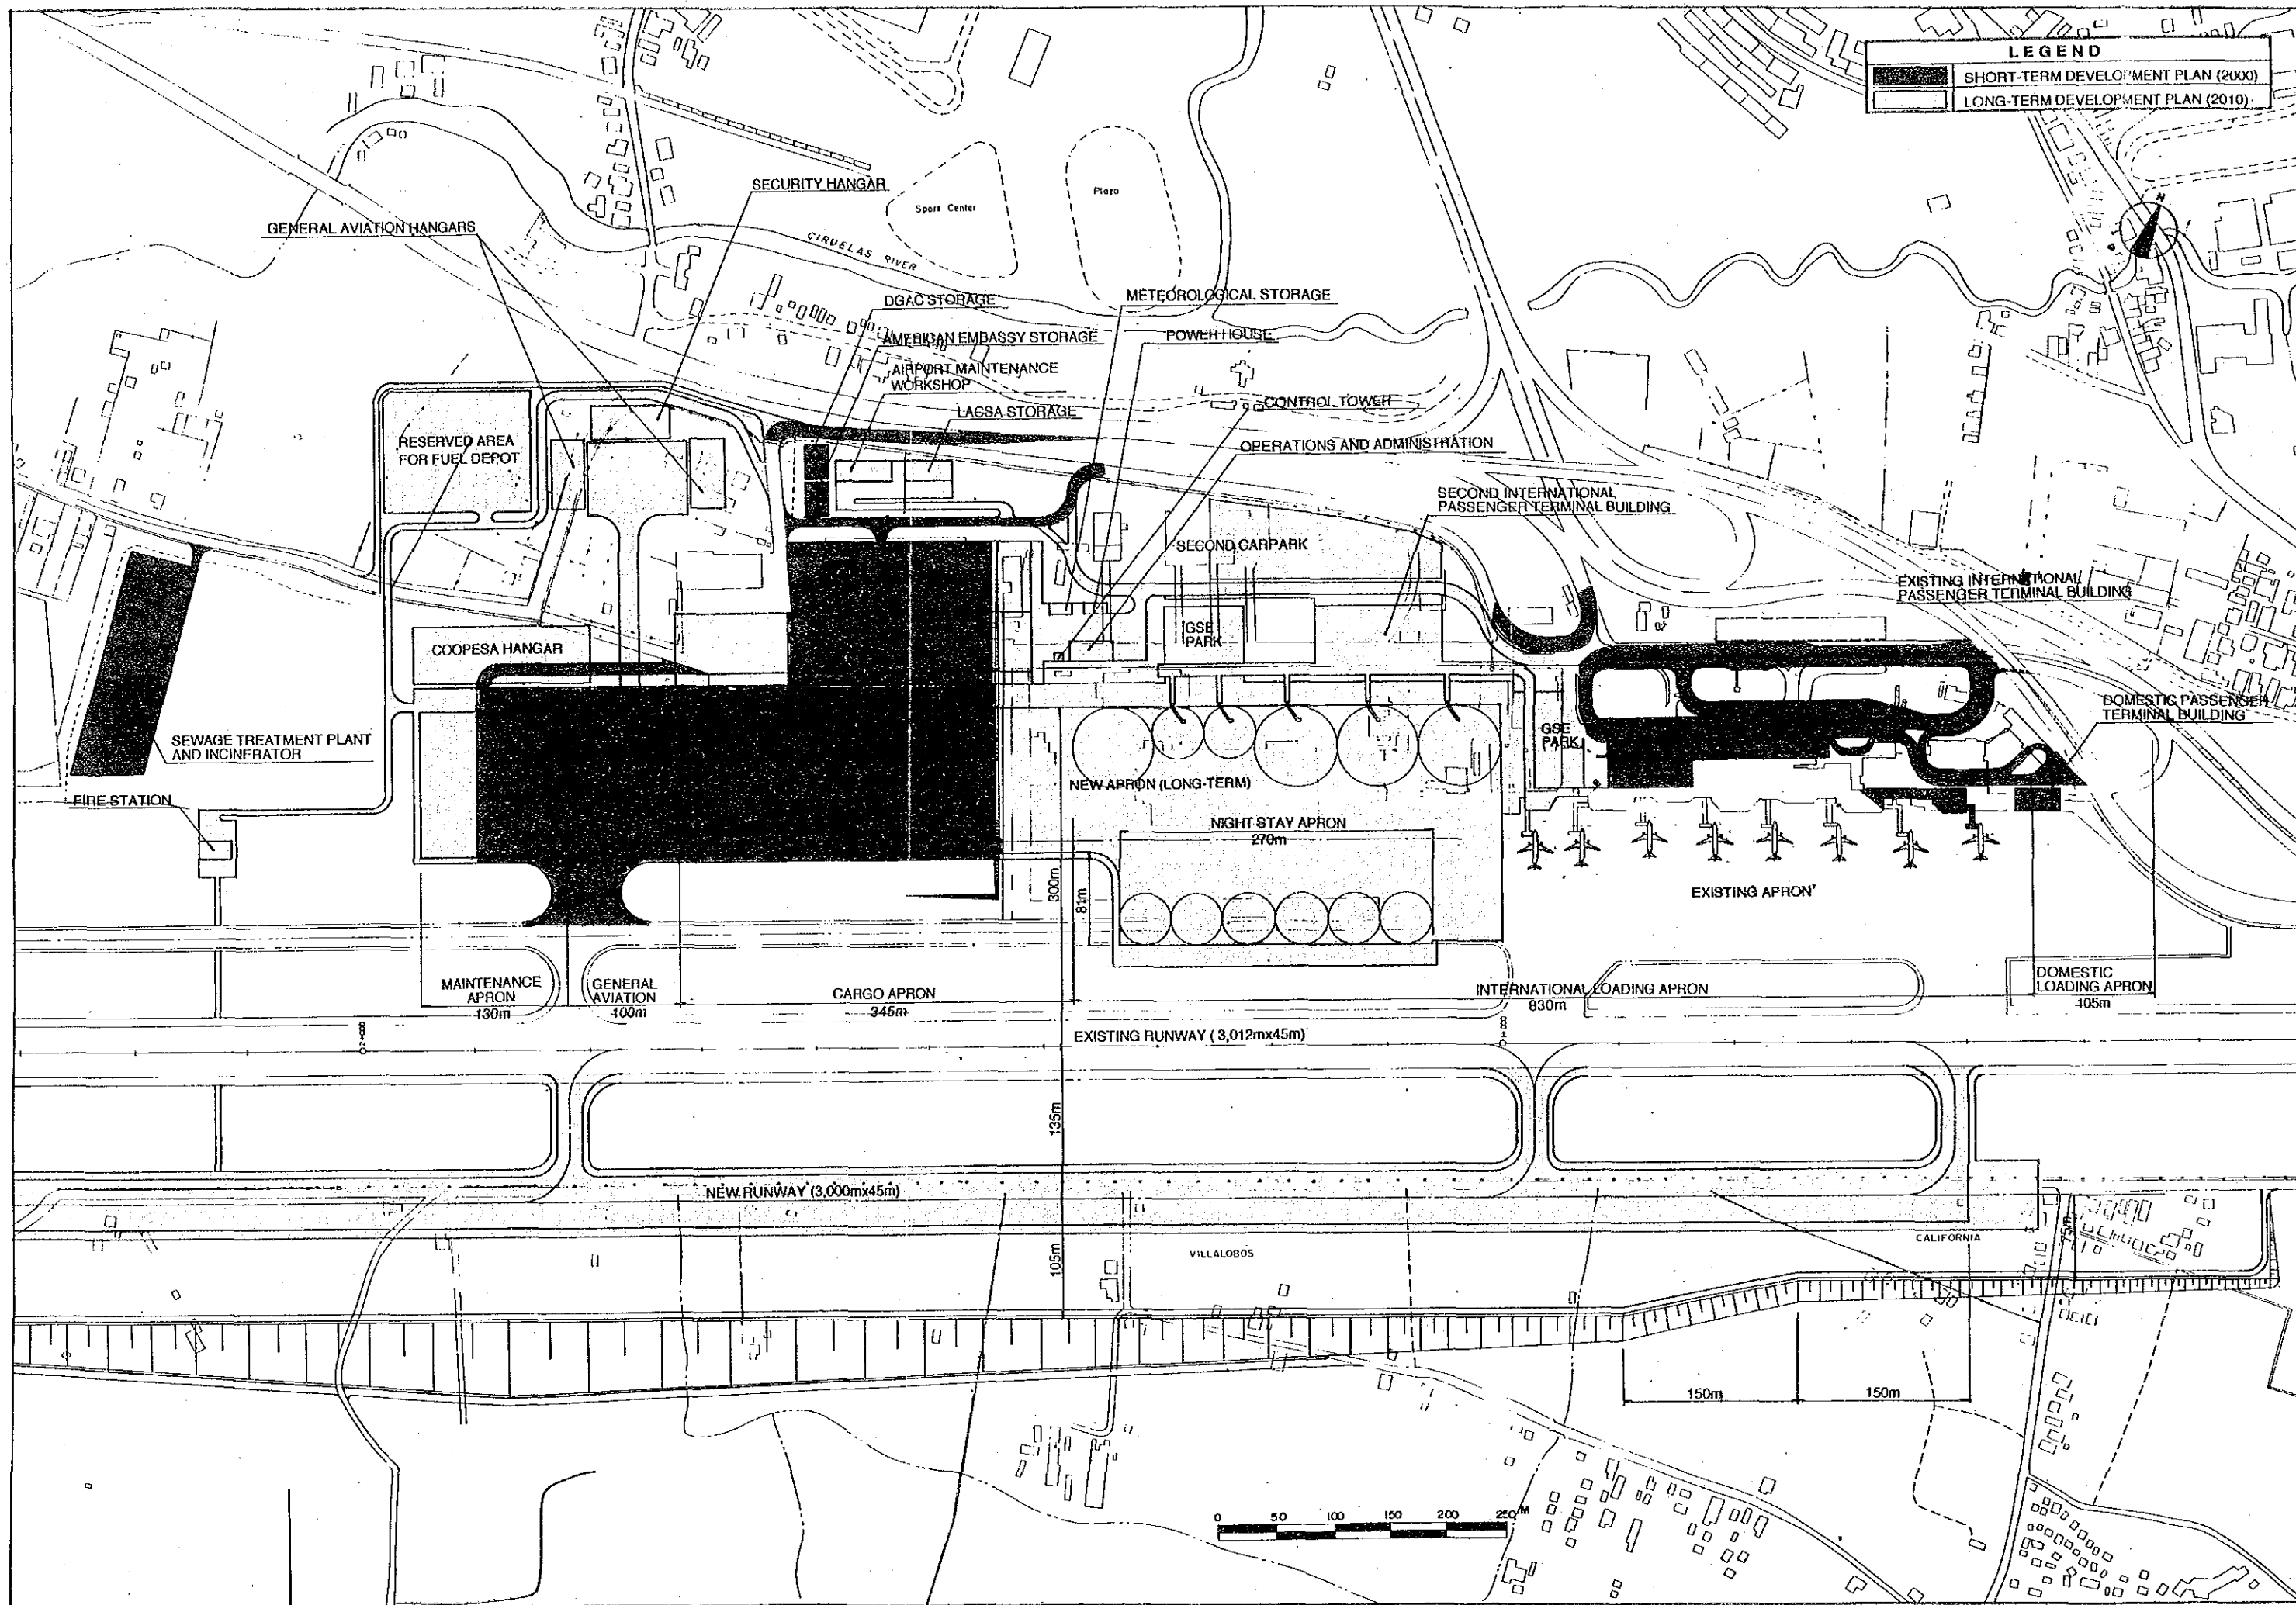 LEGEND
SHORT-TERM DEVELOPMENT PLAN (2000)
LONG-TERM DEVELOPMENT PLAN (2010)
N
SECURITY HANGAR
Sport Center
Plaza
GENERAL AVIATION HANGARS
CIRUELAS RIVER
DGAC STORAGE
METEOROLOGICAL STORAGE
AMERICAN EMBASSY STORAGE
POWER HOUSE
AIRPORT MAINTENANCE
WORKSHOP
LACSA STORAGE
CONTROL TOWER
RESERVED AREA
FOR FUEL DEPOT
OPERATIONS AND ADMINISTRATION
SECOND INTERNATIONAL
PASSENGER TERMINAL BUILDING
SECOND CARPARK
EXISTING INTERNATIONAL
PASSENGER TERMINAL BUILDING
GSE
PARK
COOPESA HANGAR
DOMESTIC PASSENGER
TERMINAL BUILDING
SEWAGE TREATMENT PLANT
AND INCINERATOR
GSE
PARK
NEW APRON (LONG-TERM)
FIRE STATION
NIGHT STAY APRON
270m
300m
81m
EXISTING APRON
MAINTENANCE
APRON
130m
GENERAL
AVIATION
100m
CARGO APRON
345m
INTERNATIONAL LOADING APRON
830m
DOMESTIC
LOADING APRON
105m
EXISTING RUNWAY (3,012mx45m)
135m
NEW RUNWAY (3,000mx45m)
105m
VILLALOBOS
CALIFORNIA
75m
150m
150m
0 50 100 150 200 250 M